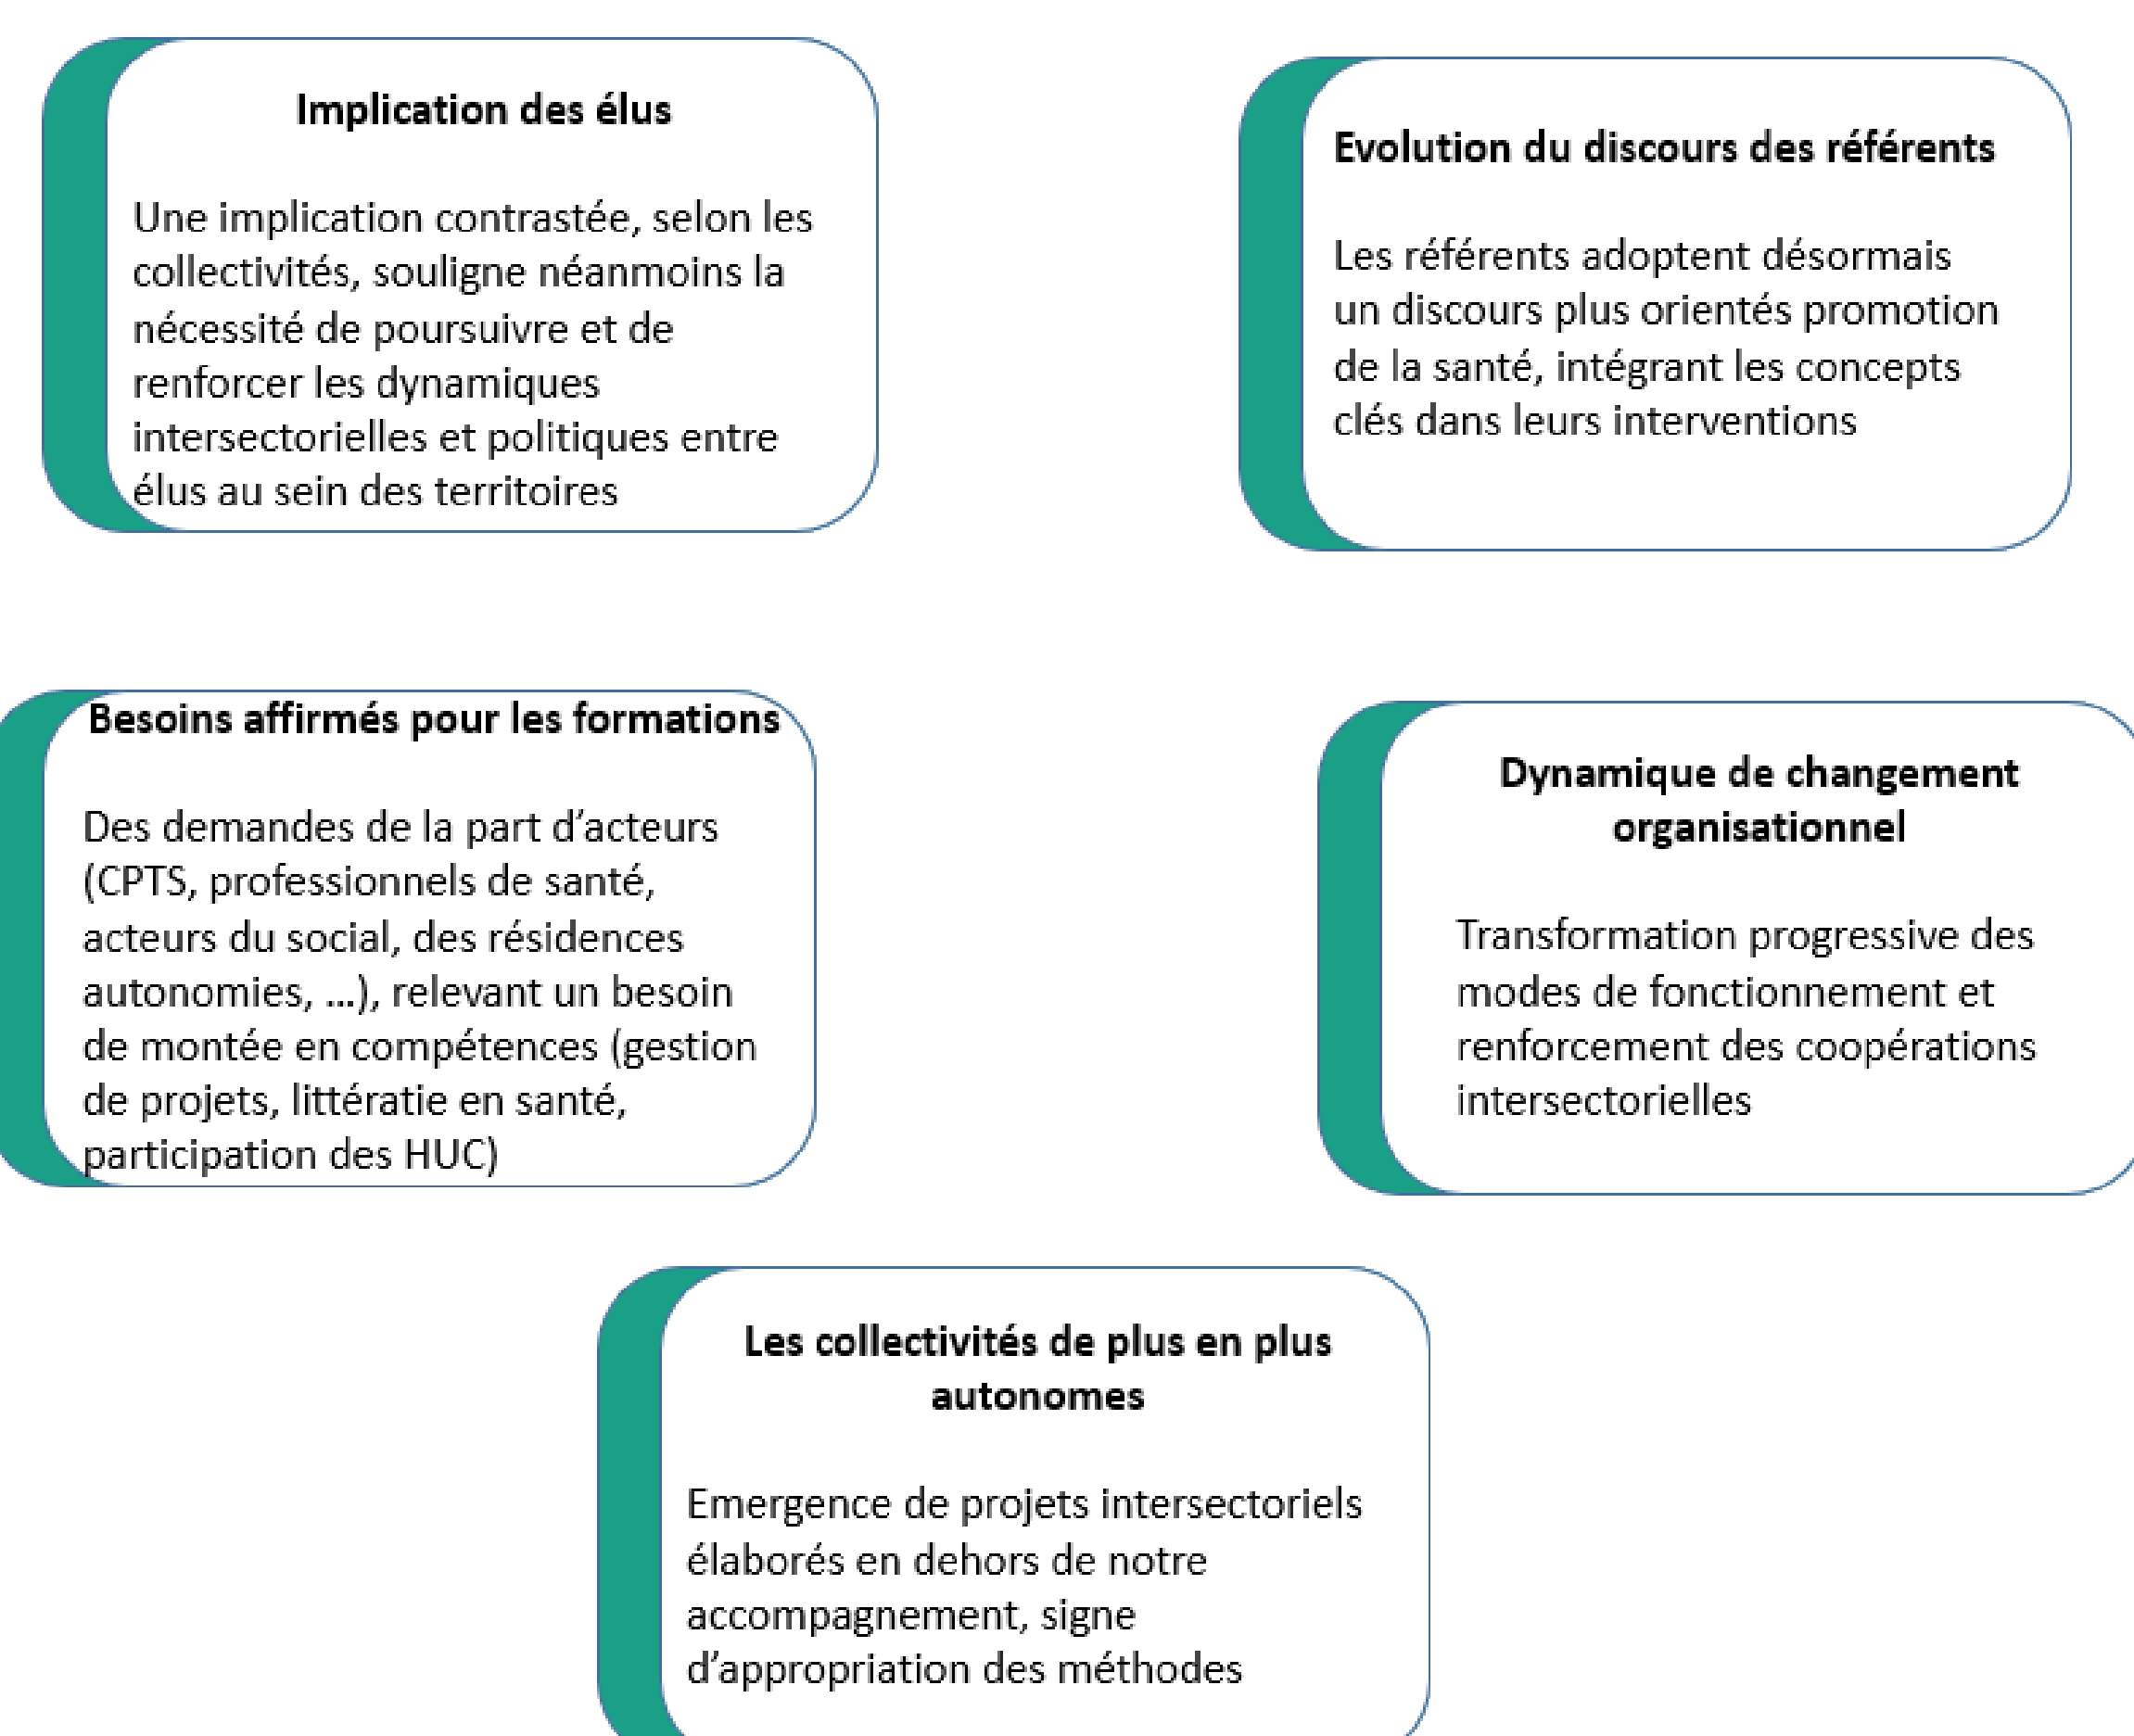 Implication des élus
Une implication contrastée, selon les
collectivités, souligne néanmoins la
nécessité de poursuivre et de
renforcer les dynamiques
intersectorielles et politiques entre
élus au sein des territoires
Evolution du discours des référents
Les référents adoptent désormais
un discours plus orientés promotion
de la santé, intégrant les concepts
clés dans leurs interventions
Besoins affirmés pour les formations
Des demandes de la part d’acteurs
(CPTS, professionnels de santé,
acteurs du social, des résidences
autonomies, …), relevant un besoin
de montée en compétences (gestion
de projets, littératie en santé,
participation des HUC)
Dynamique de changement
organisationnel
Transformation progressive des
modes de fonctionnement et
renforcement des coopérations
intersectorielles
Les collectivités de plus en plus
autonomes
Emergence de projets intersectoriels
élaborés en dehors de notre
accompagnement, signe
d’appropriation des méthodes